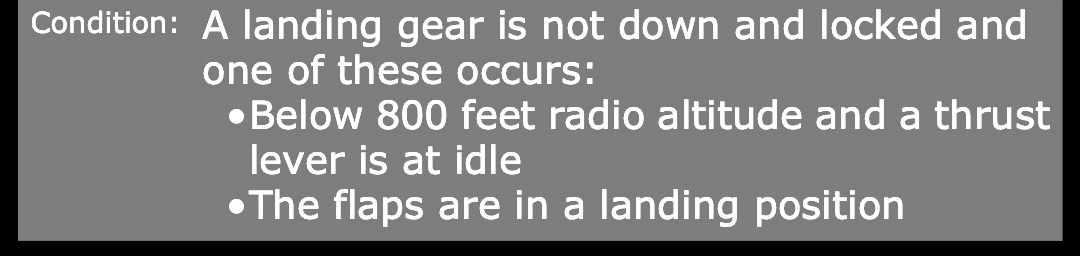 Condition: A landing gear is not down and locked and
one of these occurs:
•Below 800 feet radio altitude and a thrust
lever is at idle
•The flaps are in a landing position